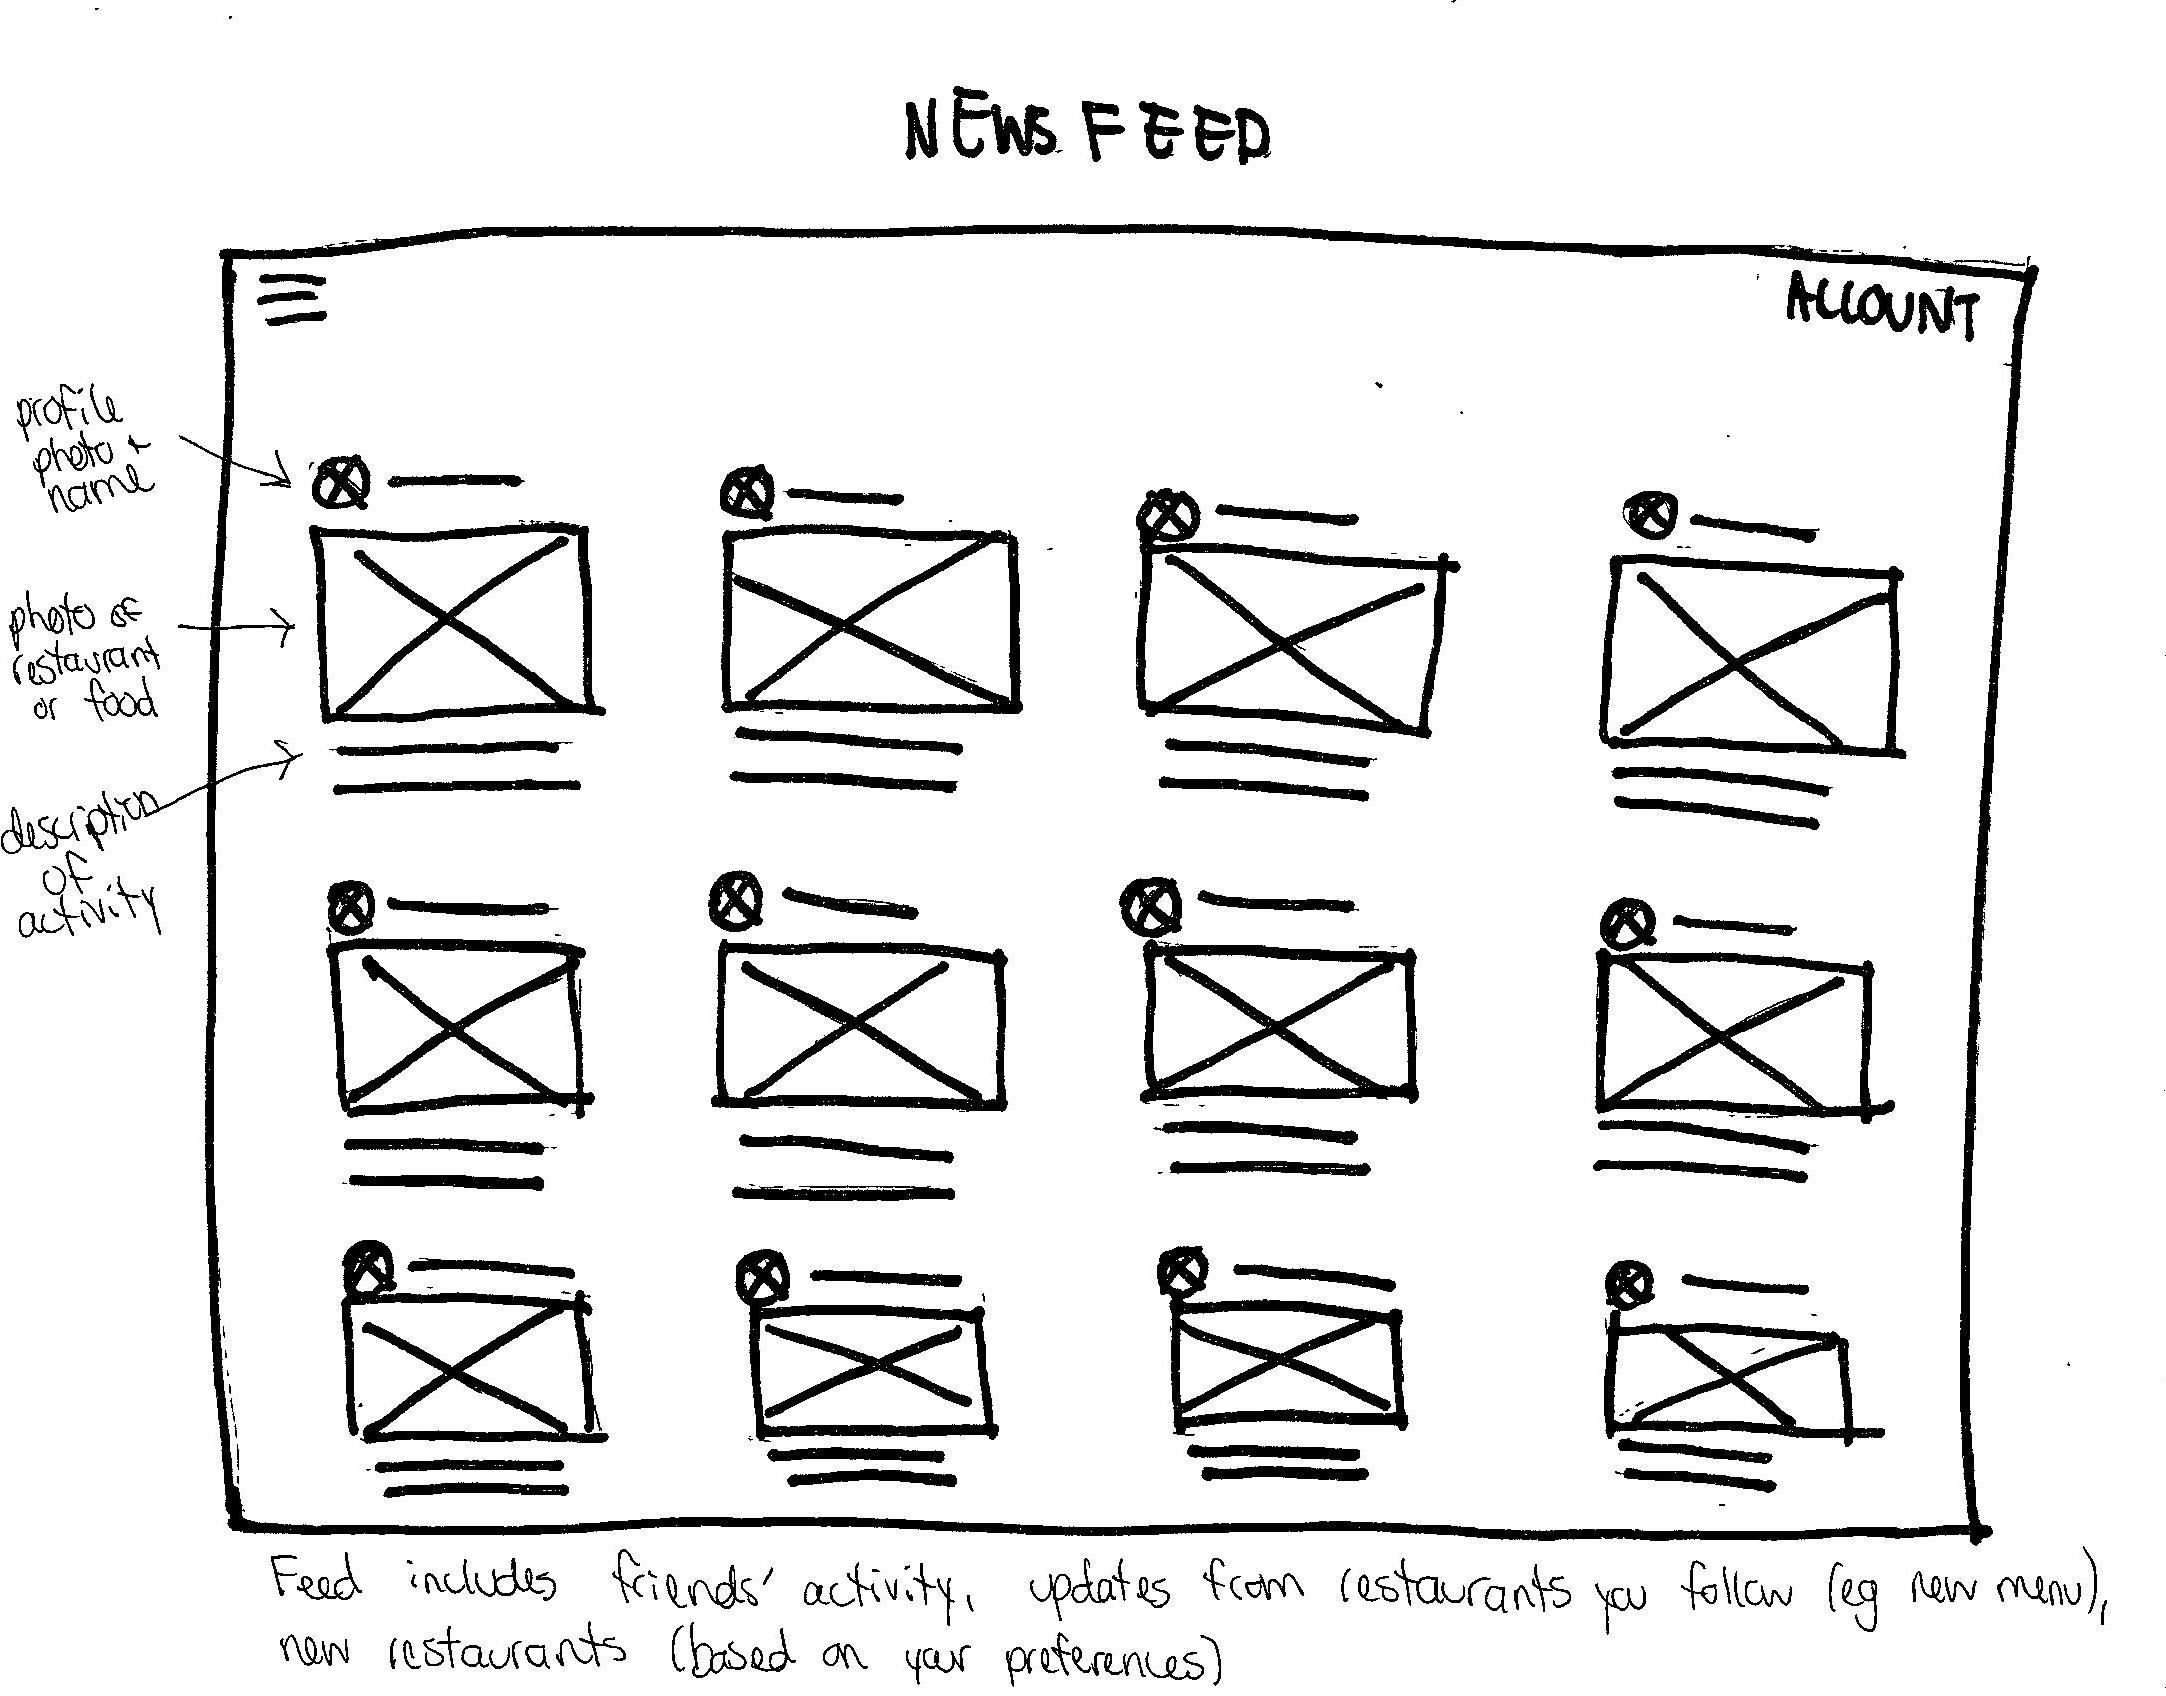 NEWS FEED
ACCOUNT
profile
photo +
name
photo of
restaurant
or food
description
of
activity
Feed includes friends' activity, updates from restaurants you follow (eg new menu),
new restaurants (based on your preferences)